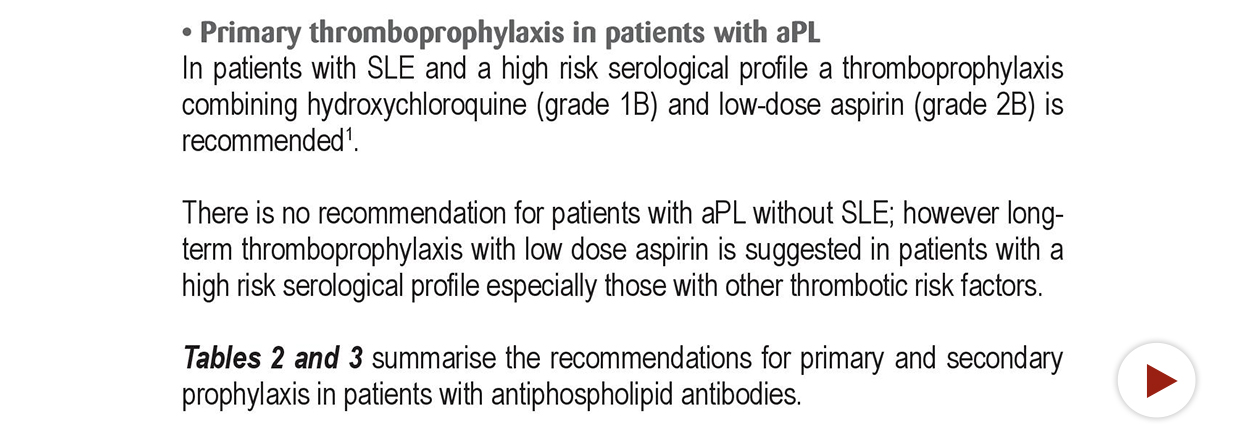 • Primary thromboprophylaxis in patients with aPL
In patients with SLE and a high risk serological profile a thromboprophylaxis
combining hydroxychloroquine (grade 1B) and low-dose aspirin (grade 2B) is
recommended¹.
There is no recommendation for patients with aPL without SLE; however long-
term thromboprophylaxis with low dose aspirin is suggested in patients with a
high risk serological profile especially those with other thrombotic risk factors.
Tables 2 and 3 summarise the recommendations for primary and secondary
prophylaxis in patients with antiphospholipid antibodies.